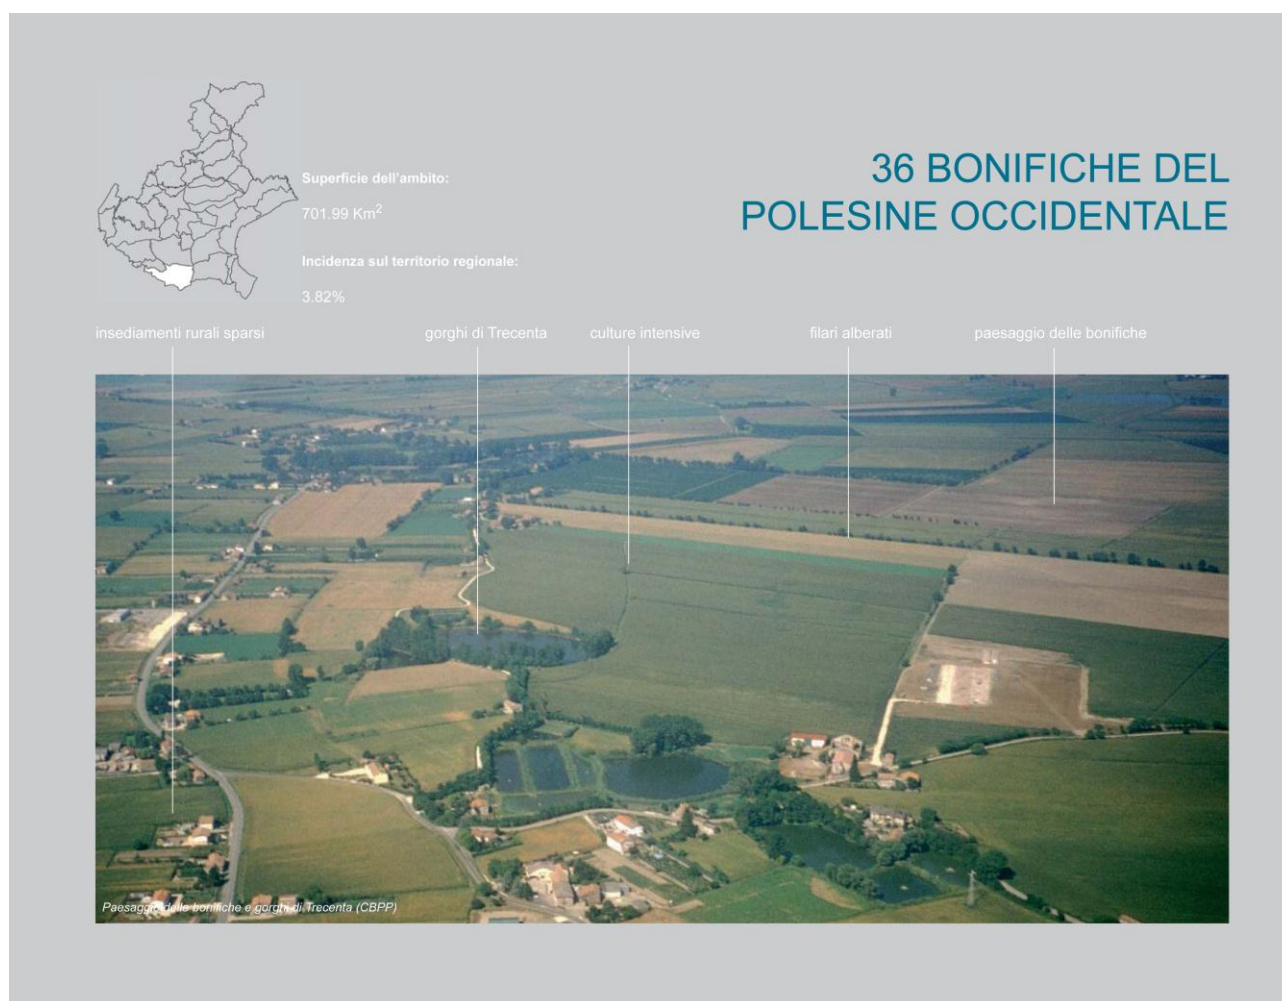 36 BONIFICHE DEL
POLESINE OCCIDENTALE
Superficie dell'ambito:
701.99 Km²
Incidenza sul territorio regionale:
3.82%
insediamenti rurali sparsi
gorghi di Trecenta
culture intensive
filari alberati
paesaggio delle bonifiche
Paesaggio delle bonifiche e gorghi di Trecenta (CBPP)